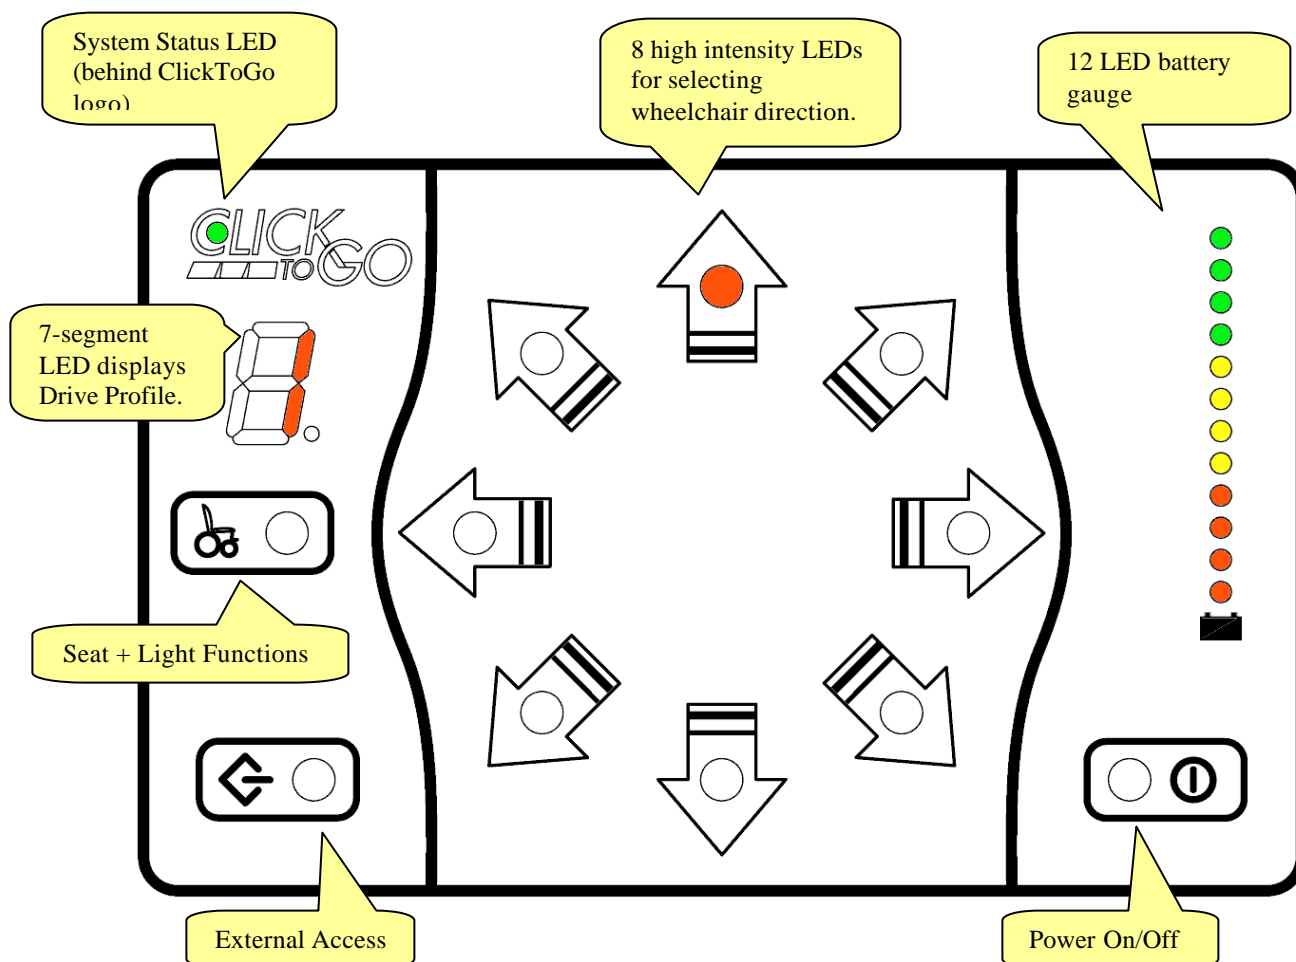 System Status LED
(behind ClickToGo
logo)
8 high intensity LEDs
for selecting
wheelchair direction.
12 LED battery
gauge
CLICK
TO GO
7-segment
LED displays
Drive Profile.
1
Seat + Light Functions
External Access
Power On/Off